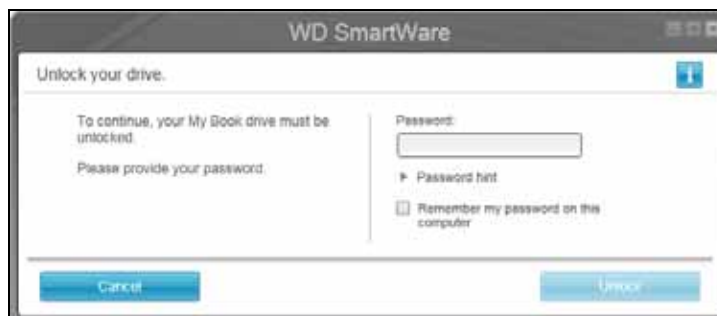 WD SmartWare
Unlock your drive.
To continue, your My Book drive must be
unlocked.
Please provide your password.
Password:
Password hint
Remember my password on this
computer
Cancel
Unlock